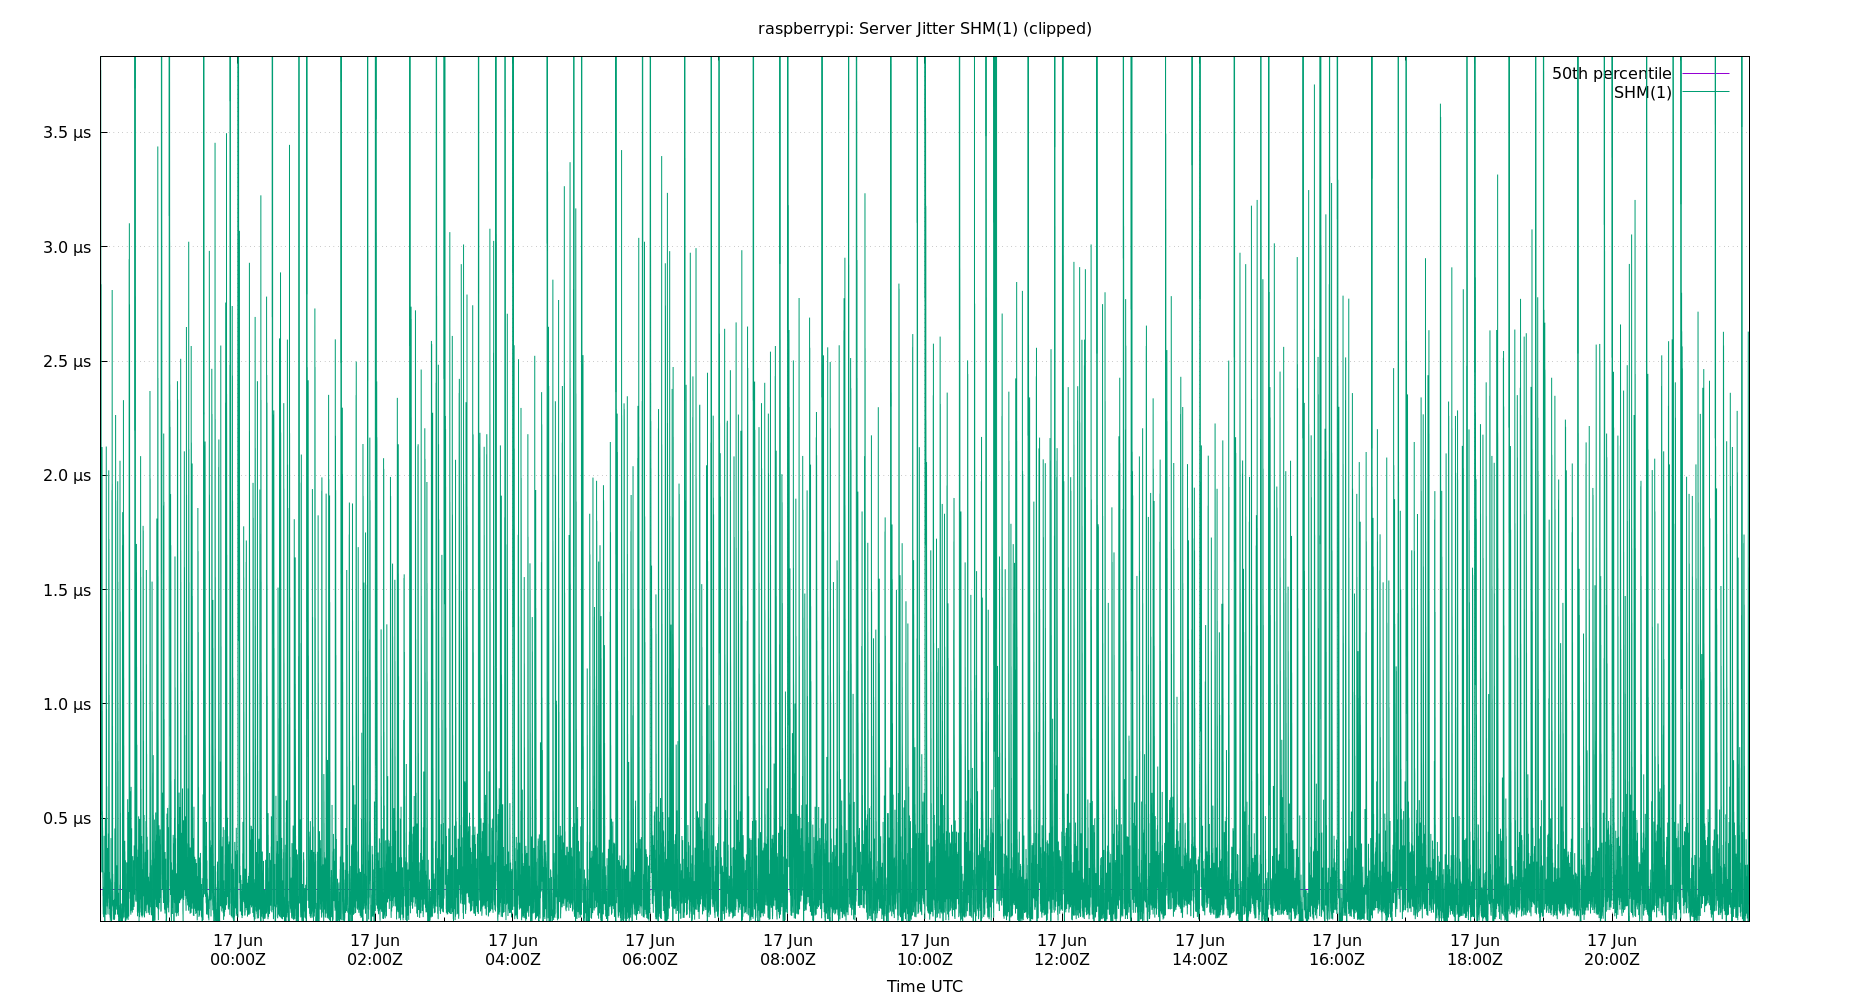 raspberrypi: Server Jitter SHM(1) (clipped)
50th percentile
SHM(1)
3.5 µs
3.0 µs
2.5 µs
2.0 µs
1.5 µs
1.0 µs
0.5 µs
17 Jun 17 Jun 17 Jun 17 Jun 17 Jun 17 Jun 17 Jun 17 Jun 17 Jun 17 Jun 17 Jun
00:00Z 02:00Z 04:00Z 06:00Z 08:00Z 10:00Z 12:00Z 14:00Z 16:00Z 18:00Z 20:00Z
Time UTC